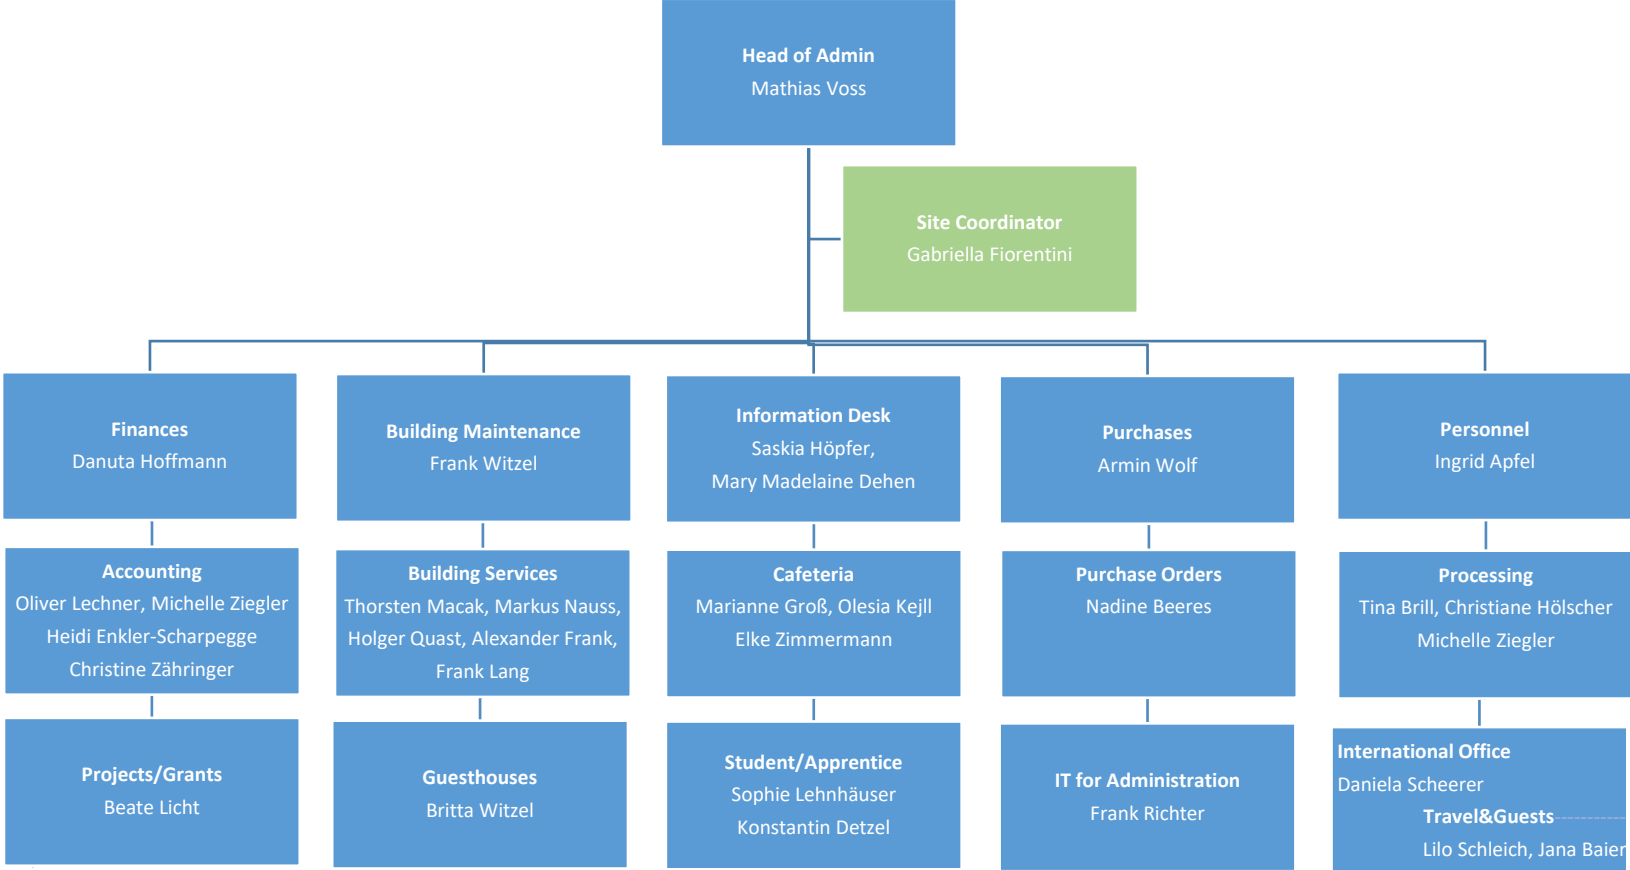 Head of Admin
Mathias Voss
Site Coordinator
Gabriella Fiorentini
Finances
Danuta Hoffmann
Building Maintenance
Frank Witzel
Information Desk
Saskia Höpfer,
Mary Madelaine Dehen
Purchases
Armin Wolf
Personnel
Ingrid Apfel
Accounting
Oliver Lechner, Michelle Ziegler
Heidi Enkler-Scharpegge
Christine Zähringer
Building Services
Thorsten Macak, Markus Nauss,
Holger Quast, Alexander Frank,
Frank Lang
Cafeteria
Marianne Groß, Olesia Kejll
Elke Zimmermann
Purchase Orders
Nadine Beeres
Processing
Tina Brill, Christiane Hölscher
Michelle Ziegler
Projects/Grants
Beate Licht
Guesthouses
Britta Witzel
Student/Apprentice
Sophie Lehnhäuser
Konstantin Detzel
IT for Administration
Frank Richter
International Office
Daniela Scheerer
Travel&Guests
Lilo Schleich, Jana Baier